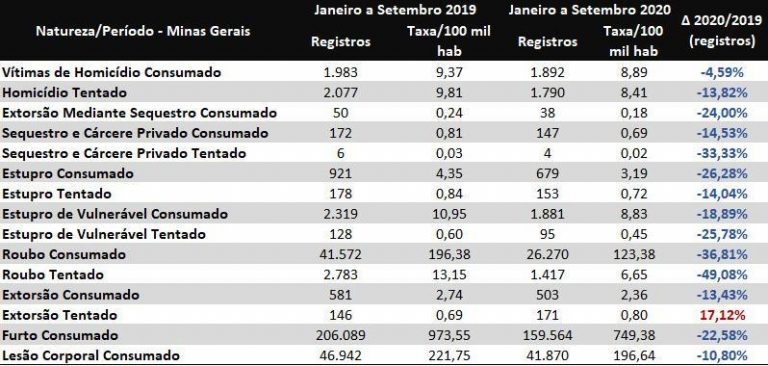 Natureza/Período - Minas Gerais Janeiro a Setembro 2019 Janeiro a Setembro 2020 Δ 2020/2019 (registros)
Registros Taxa/100 mil hab Registros Taxa/100 mil hab
Vítimas de Homicídio Consumado 1.983 9,37 1.892 8,89 -4,59%
Homicídio Tentado 2.077 9,81 1.790 8,41 -13,82%
Extorsão Mediante Sequestro Consumado 50 0,24 38 0,18 -24,00%
Sequestro e Cárcere Privado Consumado 172 0,81 147 0,69 -14,53%
Sequestro e Cárcere Privado Tentado 6 0,03 4 0,02 -33,33%
Estupro Consumado 921 4,35 679 3,19 -26,28%
Estupro Tentado 178 0,84 153 0,72 -14,04%
Estupro de Vulnerável Consumado 2.319 10,95 1.881 8,83 -18,89%
Estupro de Vulnerável Tentado 128 0,60 95 0,45 -25,78%
Roubo Consumado 41.572 196,38 26.270 123,38 -36,81%
Roubo Tentado 2.783 13,15 1.417 6,65 -49,08%
Extorsão Consumado 581 2,74 503 2,36 -13,43%
Extorsão Tentado 146 0,69 171 0,80 17,12%
Furto Consumado 206.089 973,55 159.564 749,38 -22,58%
Lesão Corporal Consumado 46.942 221,75 41.870 196,64 -10,80%